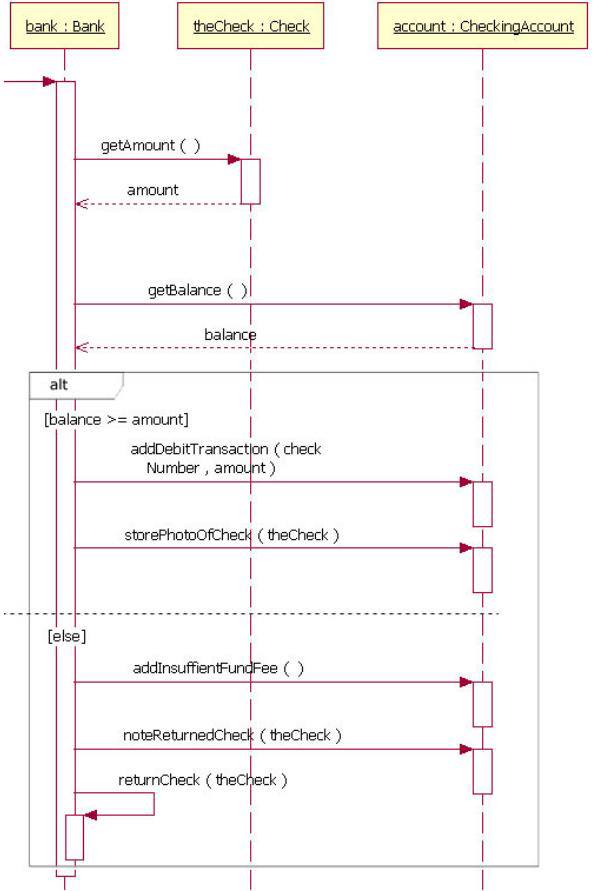 bank : Bank
theCheck : Check
account : CheckingAccount
getAmount ( )
amount
getBalance ( )
balance
alt
[balance >= amount]
addDebitTransaction ( check
Number , amount )
storePhotoOfCheck ( theCheck )
[else]
addInsuffientFundFee ( )
noteReturnedCheck ( theCheck )
returnCheck ( theCheck )